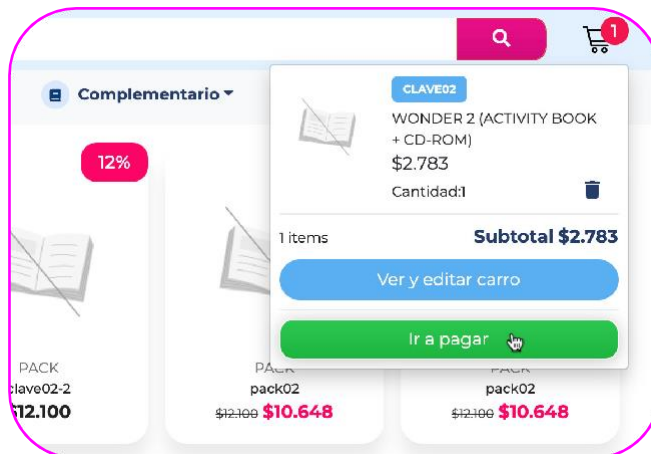 1
Complementario
CLAVE02
WONDER 2 (ACTIVITY BOOK
+ CD-ROM)
$2.783
Cantidad:1
1 items
Subtotal $2.783
Ver y editar carro
Ir a pagar
12%
PACK
clave02-2
$12.100
pack02
$12.100 $10.648
PACK
pack02
$12.100 $10.648